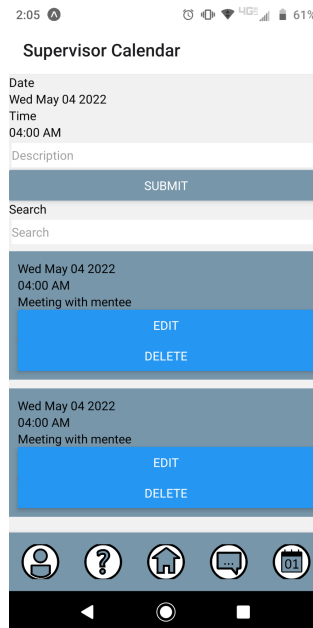 2:05 4G 61%
Supervisor Calendar
Date
Wed May 04 2022
Time
04:00 AM
Description
SUBMIT
Search
Search
Wed May 04 2022
04:00 AM
Meeting with mentee
EDIT
DELETE
Wed May 04 2022
04:00 AM
Meeting with mentee
EDIT
DELETE
? ... 01